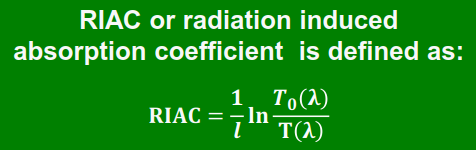 RIAC or radiation induced
absorption coefficient is defined as:
RIAC = 1/l ln T₀(λ)/T(λ)